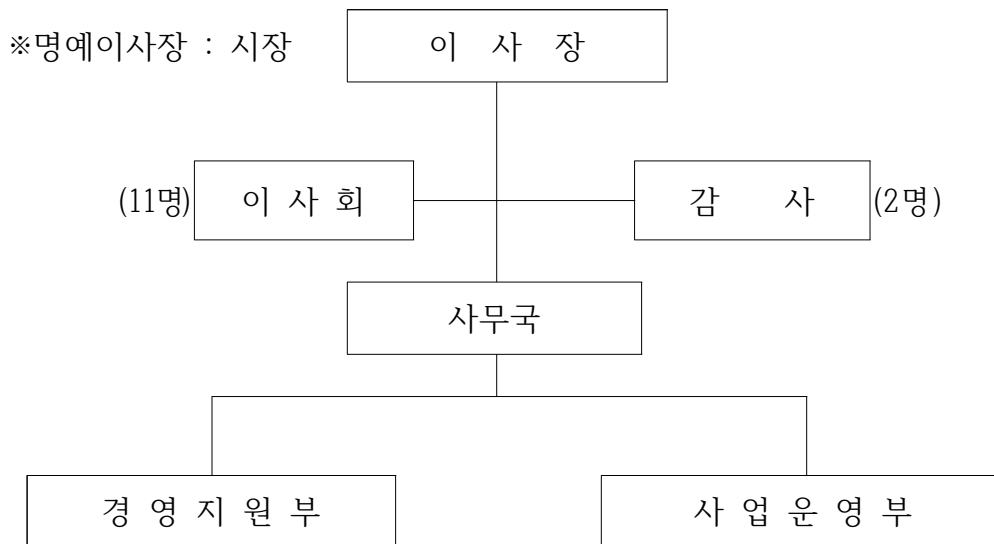 ※명예이사장 : 시장 이 사 장
(11명) 이 사 회 감 사 (2명)
사무국
경 영 지 원 부 사 업 운 영 부